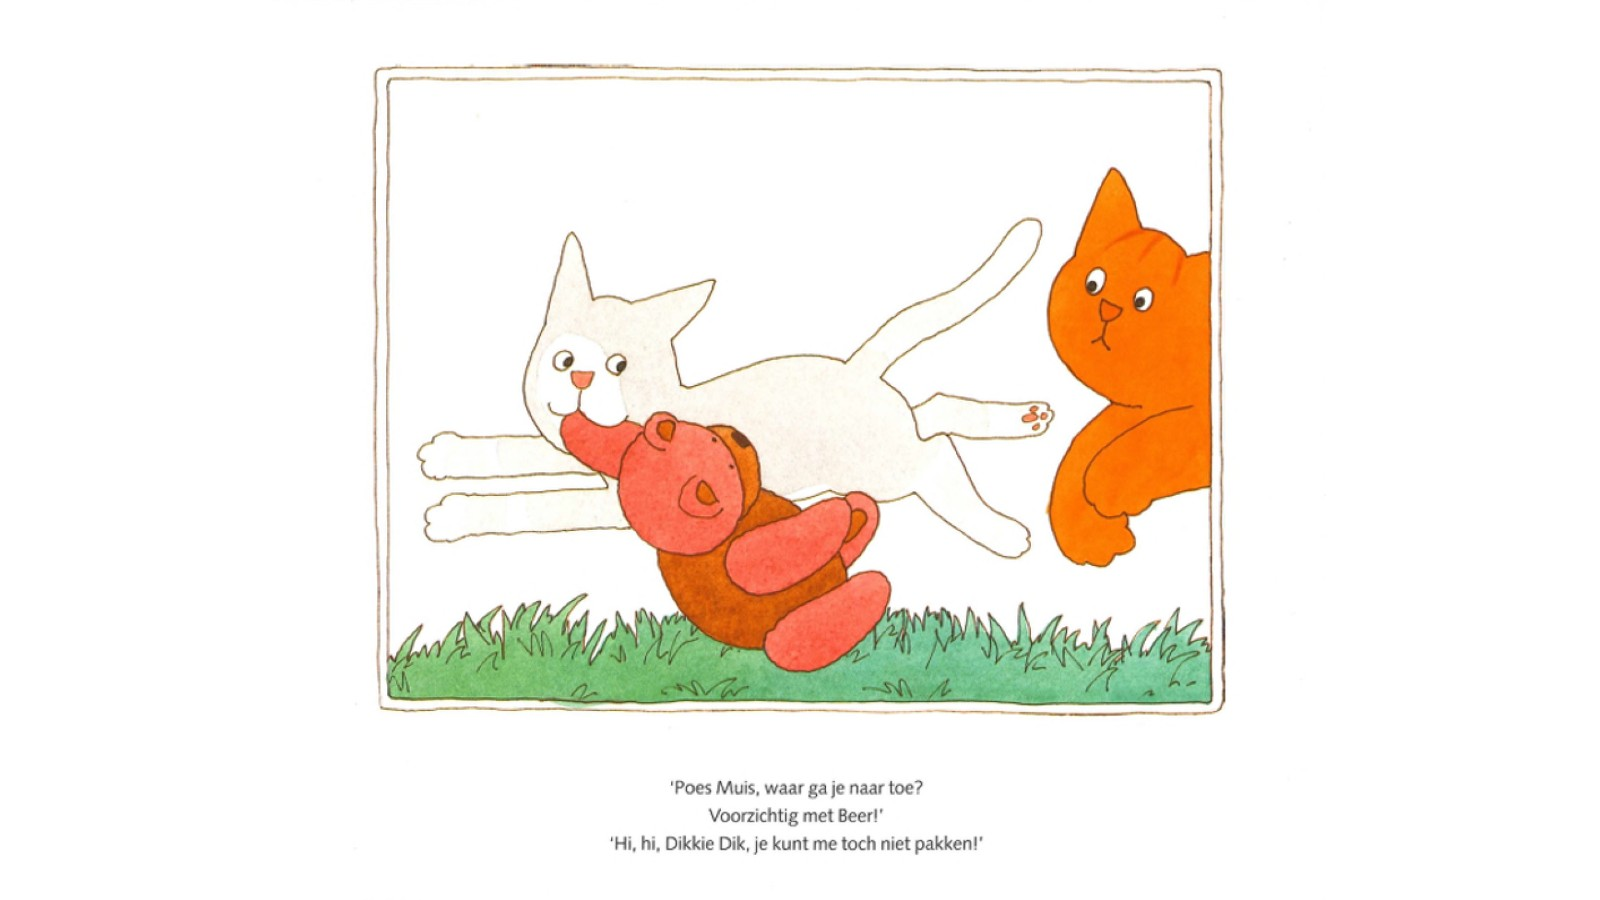 ‘Poes Muis, waar ga je naar toe?
Voorzichtig met Beer!’
‘Hi, hi, Dikkie Dik, je kunt me toch niet pakken!’